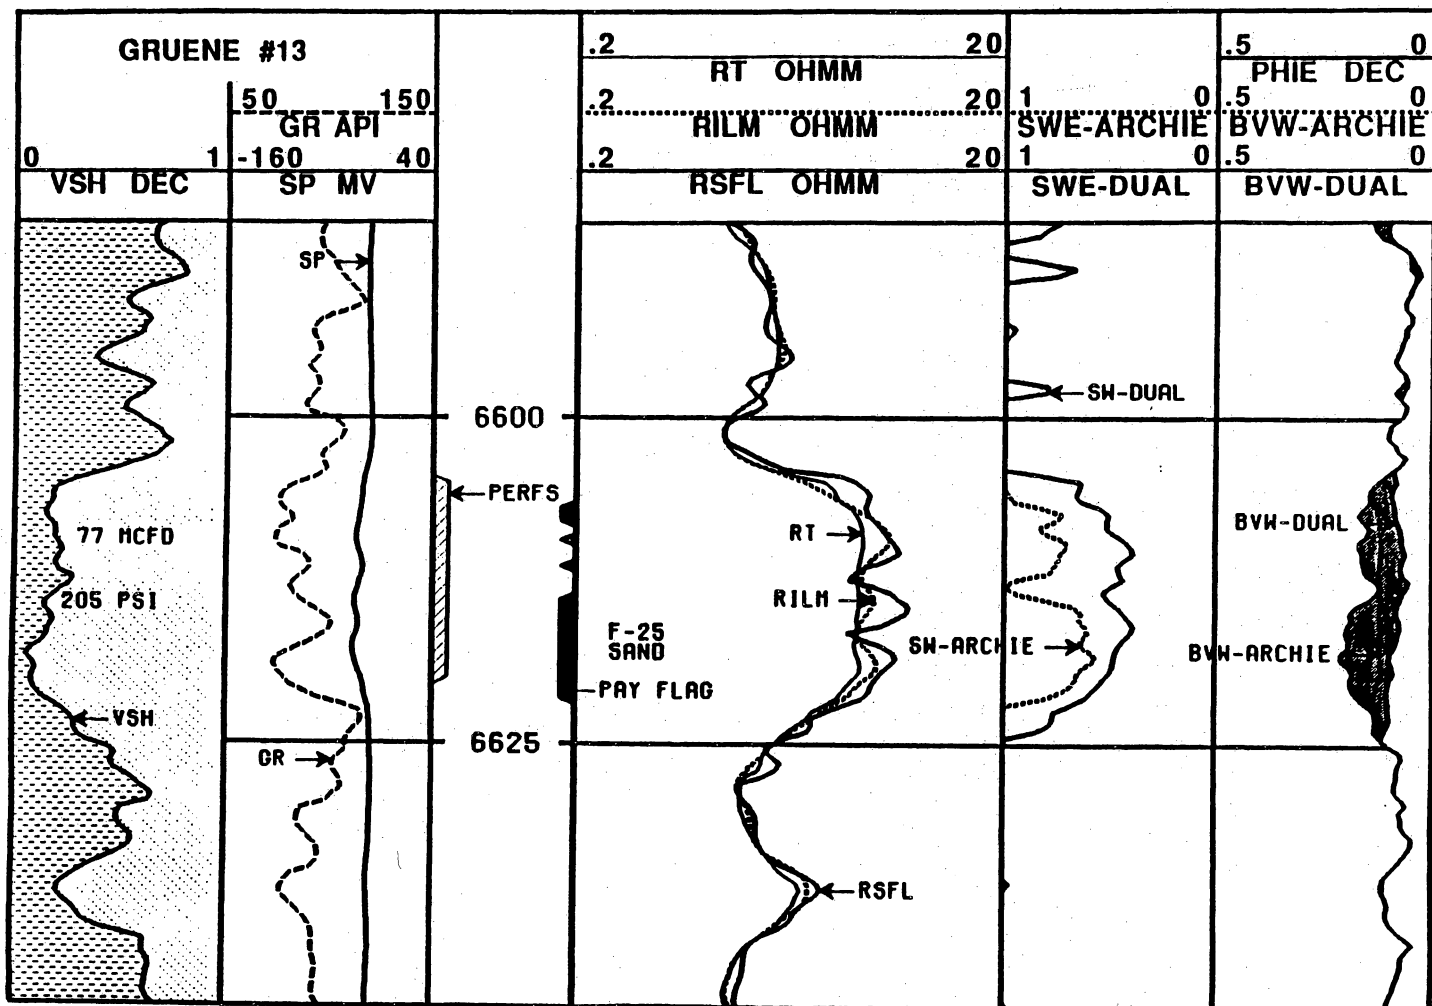 GRUENE #13
50 150
GR API
0 1
VSH DEC
-160 40
SP MV
.2 20
RT OHMM
.2 20
RILM OHMM
.2 20
RSFL OHMM
1 0
SWE-ARCHIE
1 0
SWE-DUAL
.5 0
PHIE DEC
.5 0
BVW-ARCHIE
.5 0
BVW-DUAL
SP
SW-DUAL
6600
PERFS
77 MCFD
RT
BVW-DUAL
205 PSI
RILM
F-25
SAND
SW-ARCHIE
BVW-ARCHIE
PAY FLAG
VSH
6625
GR
RSFL